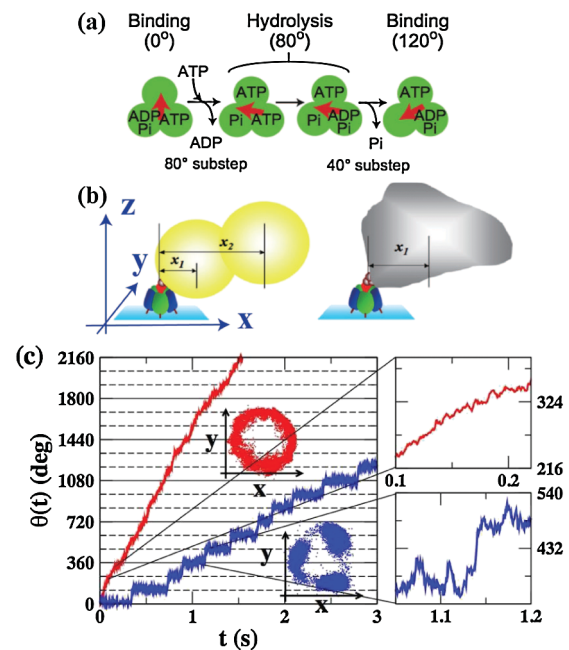 (a)
Binding Hydrolysis Binding
(0°) (80°) (120°)
ATP
ADP
Pi
ATP
ATP
Pi
ATP
ATP
Pi
ADP
Pi
ATP
ADP
Pi
ADP
Pi
80° substep
40° substep
(b)
z
y
x
x1
x2
x1
(c)
θ(t) (deg)
2160
1800
1440
1080
720
360
0
0 1 2 3
t (s)
y
x
y
x
324
216
0.1 0.2
540
432
1.1 1.2